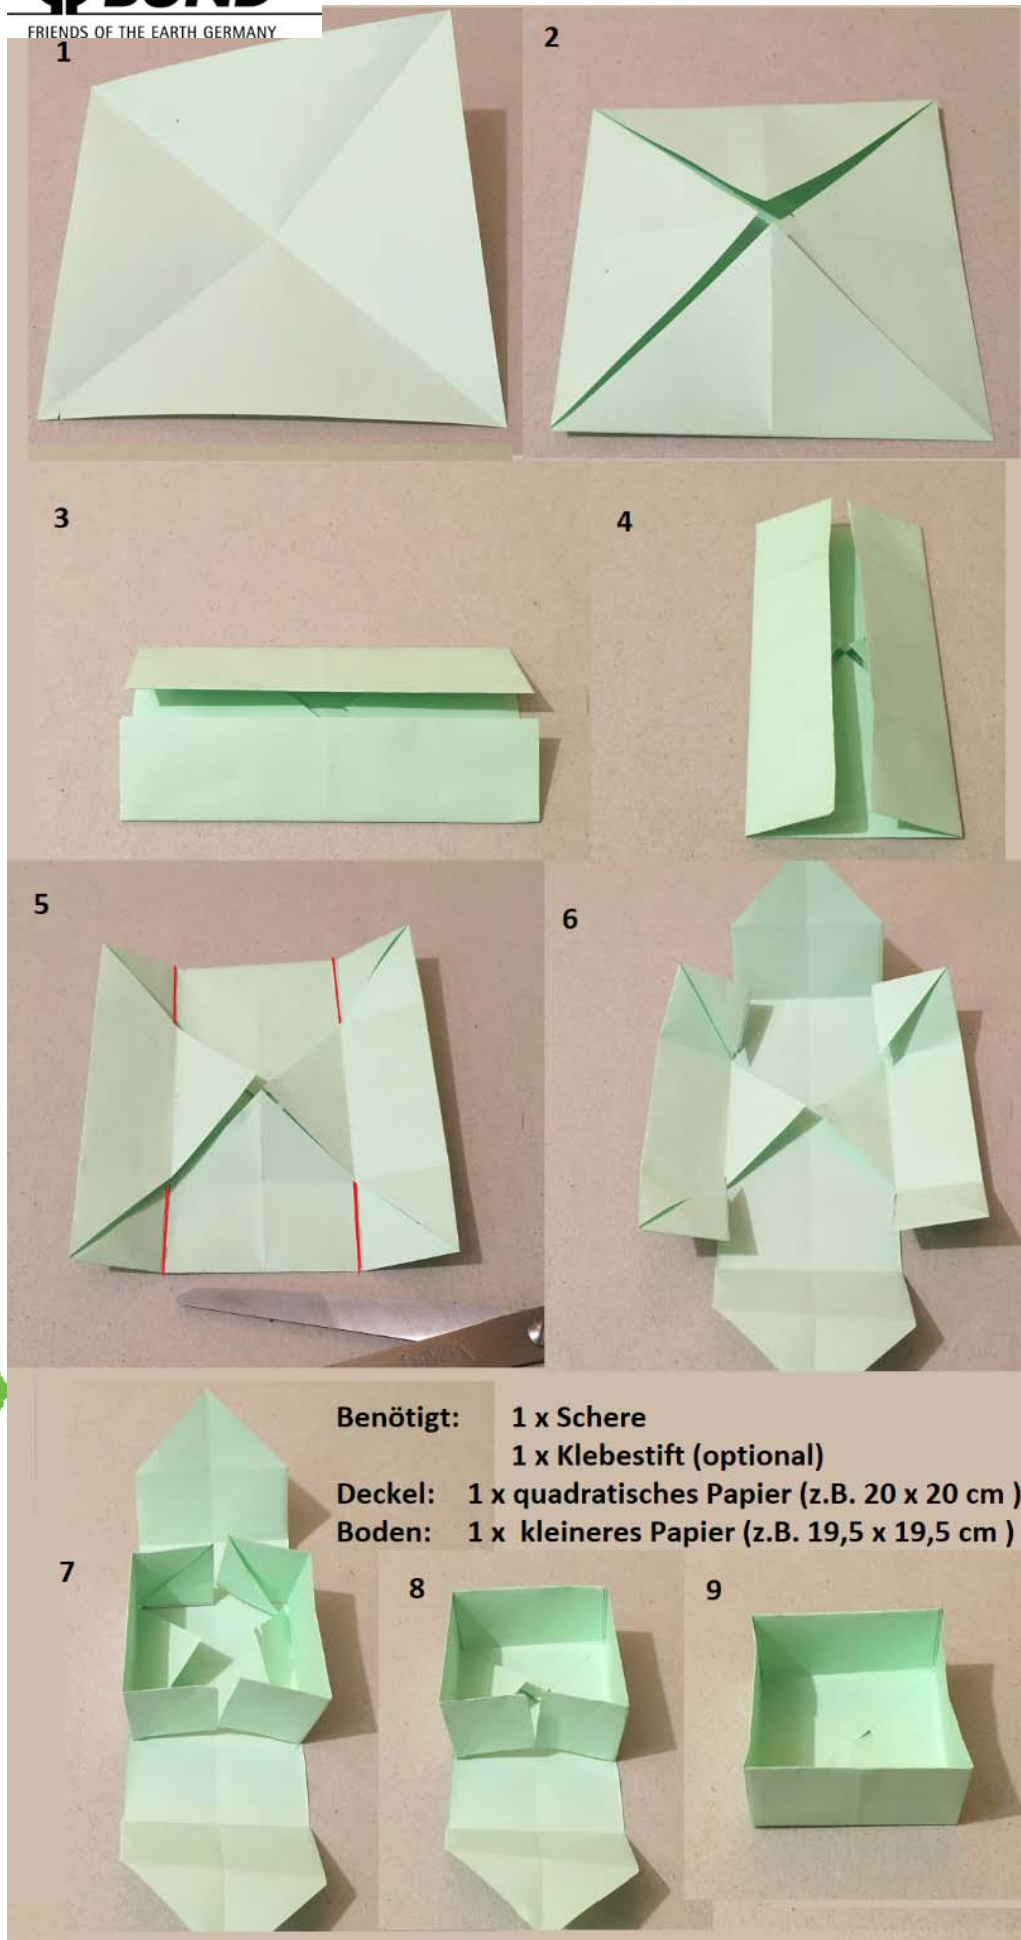 BUND
FRIENDS OF THE EARTH GERMANY
1
2
3
4
5
6
Benötigt: 1 x Schere
1 x Klebestift (optional)
Deckel: 1 x quadratisches Papier (z.B. 20 x 20 cm )
Boden: 1 x kleineres Papier (z.B. 19,5 x 19,5 cm )
7
8
9